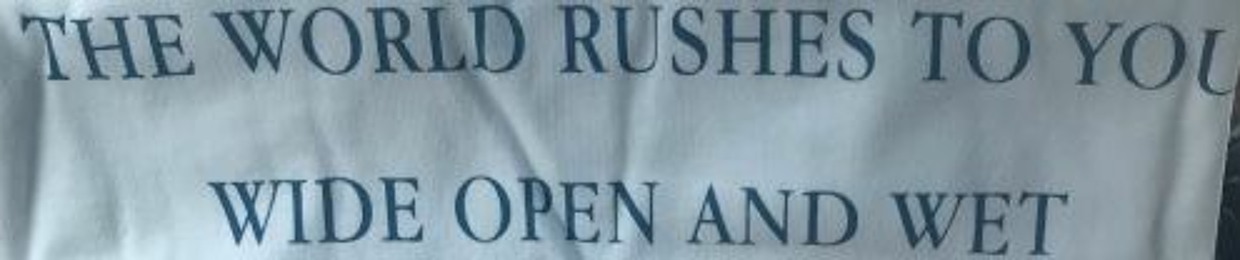 THE WORLD RUSHES TO YOU
WIDE OPEN AND WET